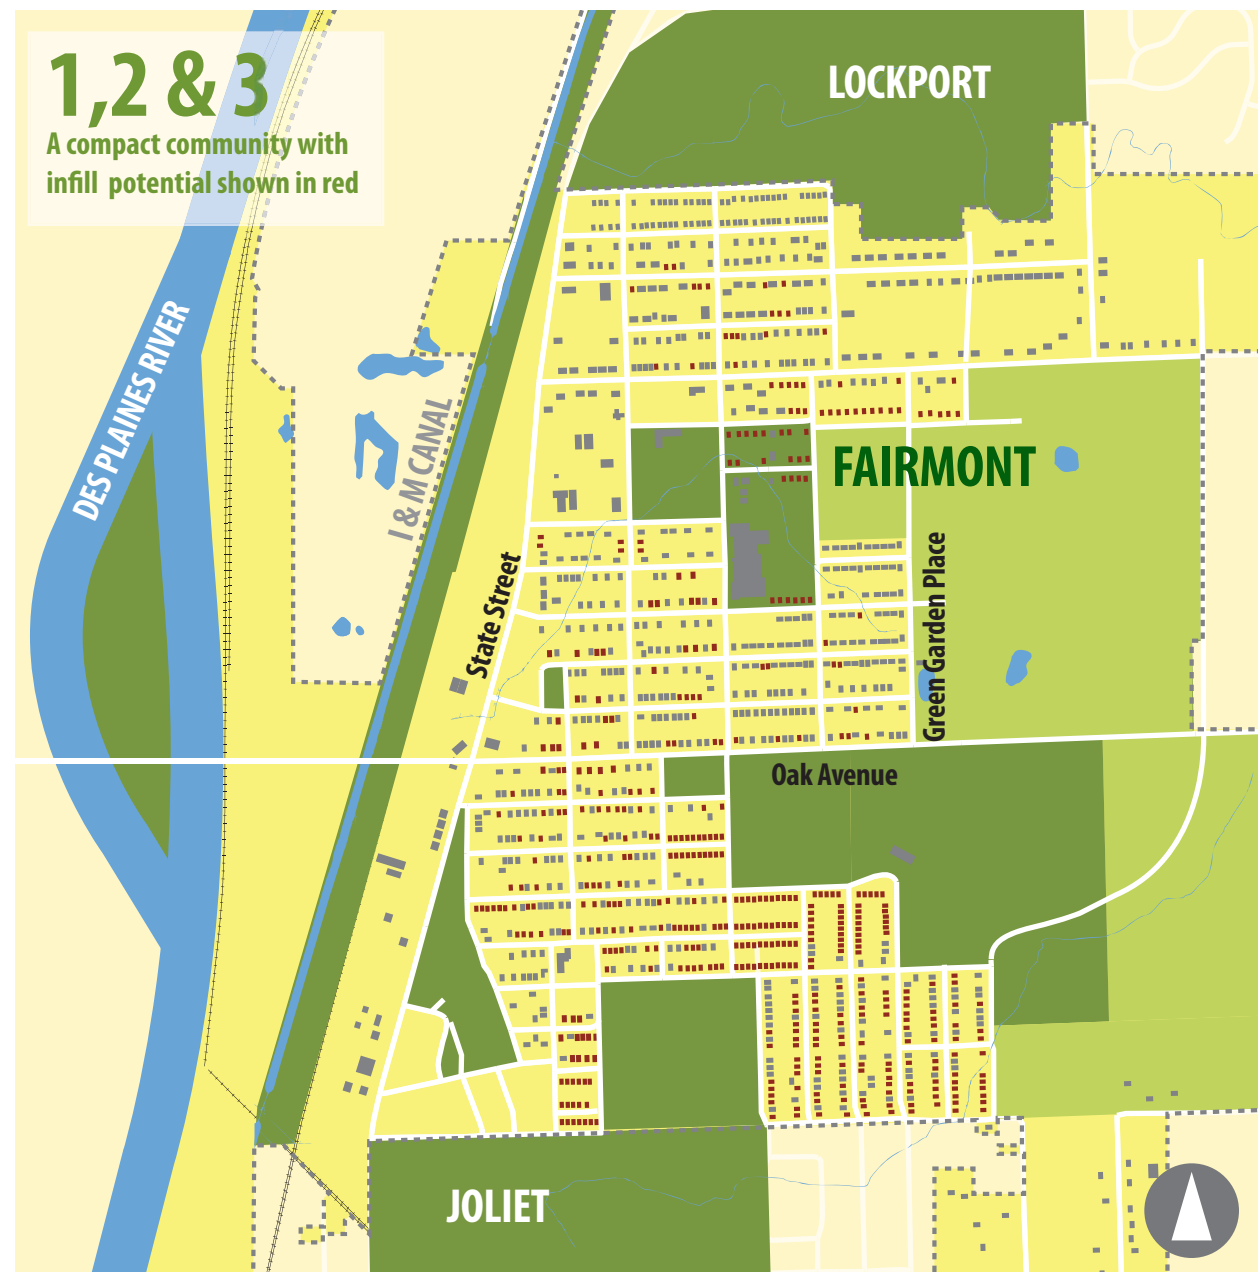 1,2 & 3
A compact community with
infill potential shown in red
LOCKPORT
DES PLAINES RIVER
I & M CANAL
FAIRMONT
State Street
Green Garden Place
Oak Avenue
JOLIET